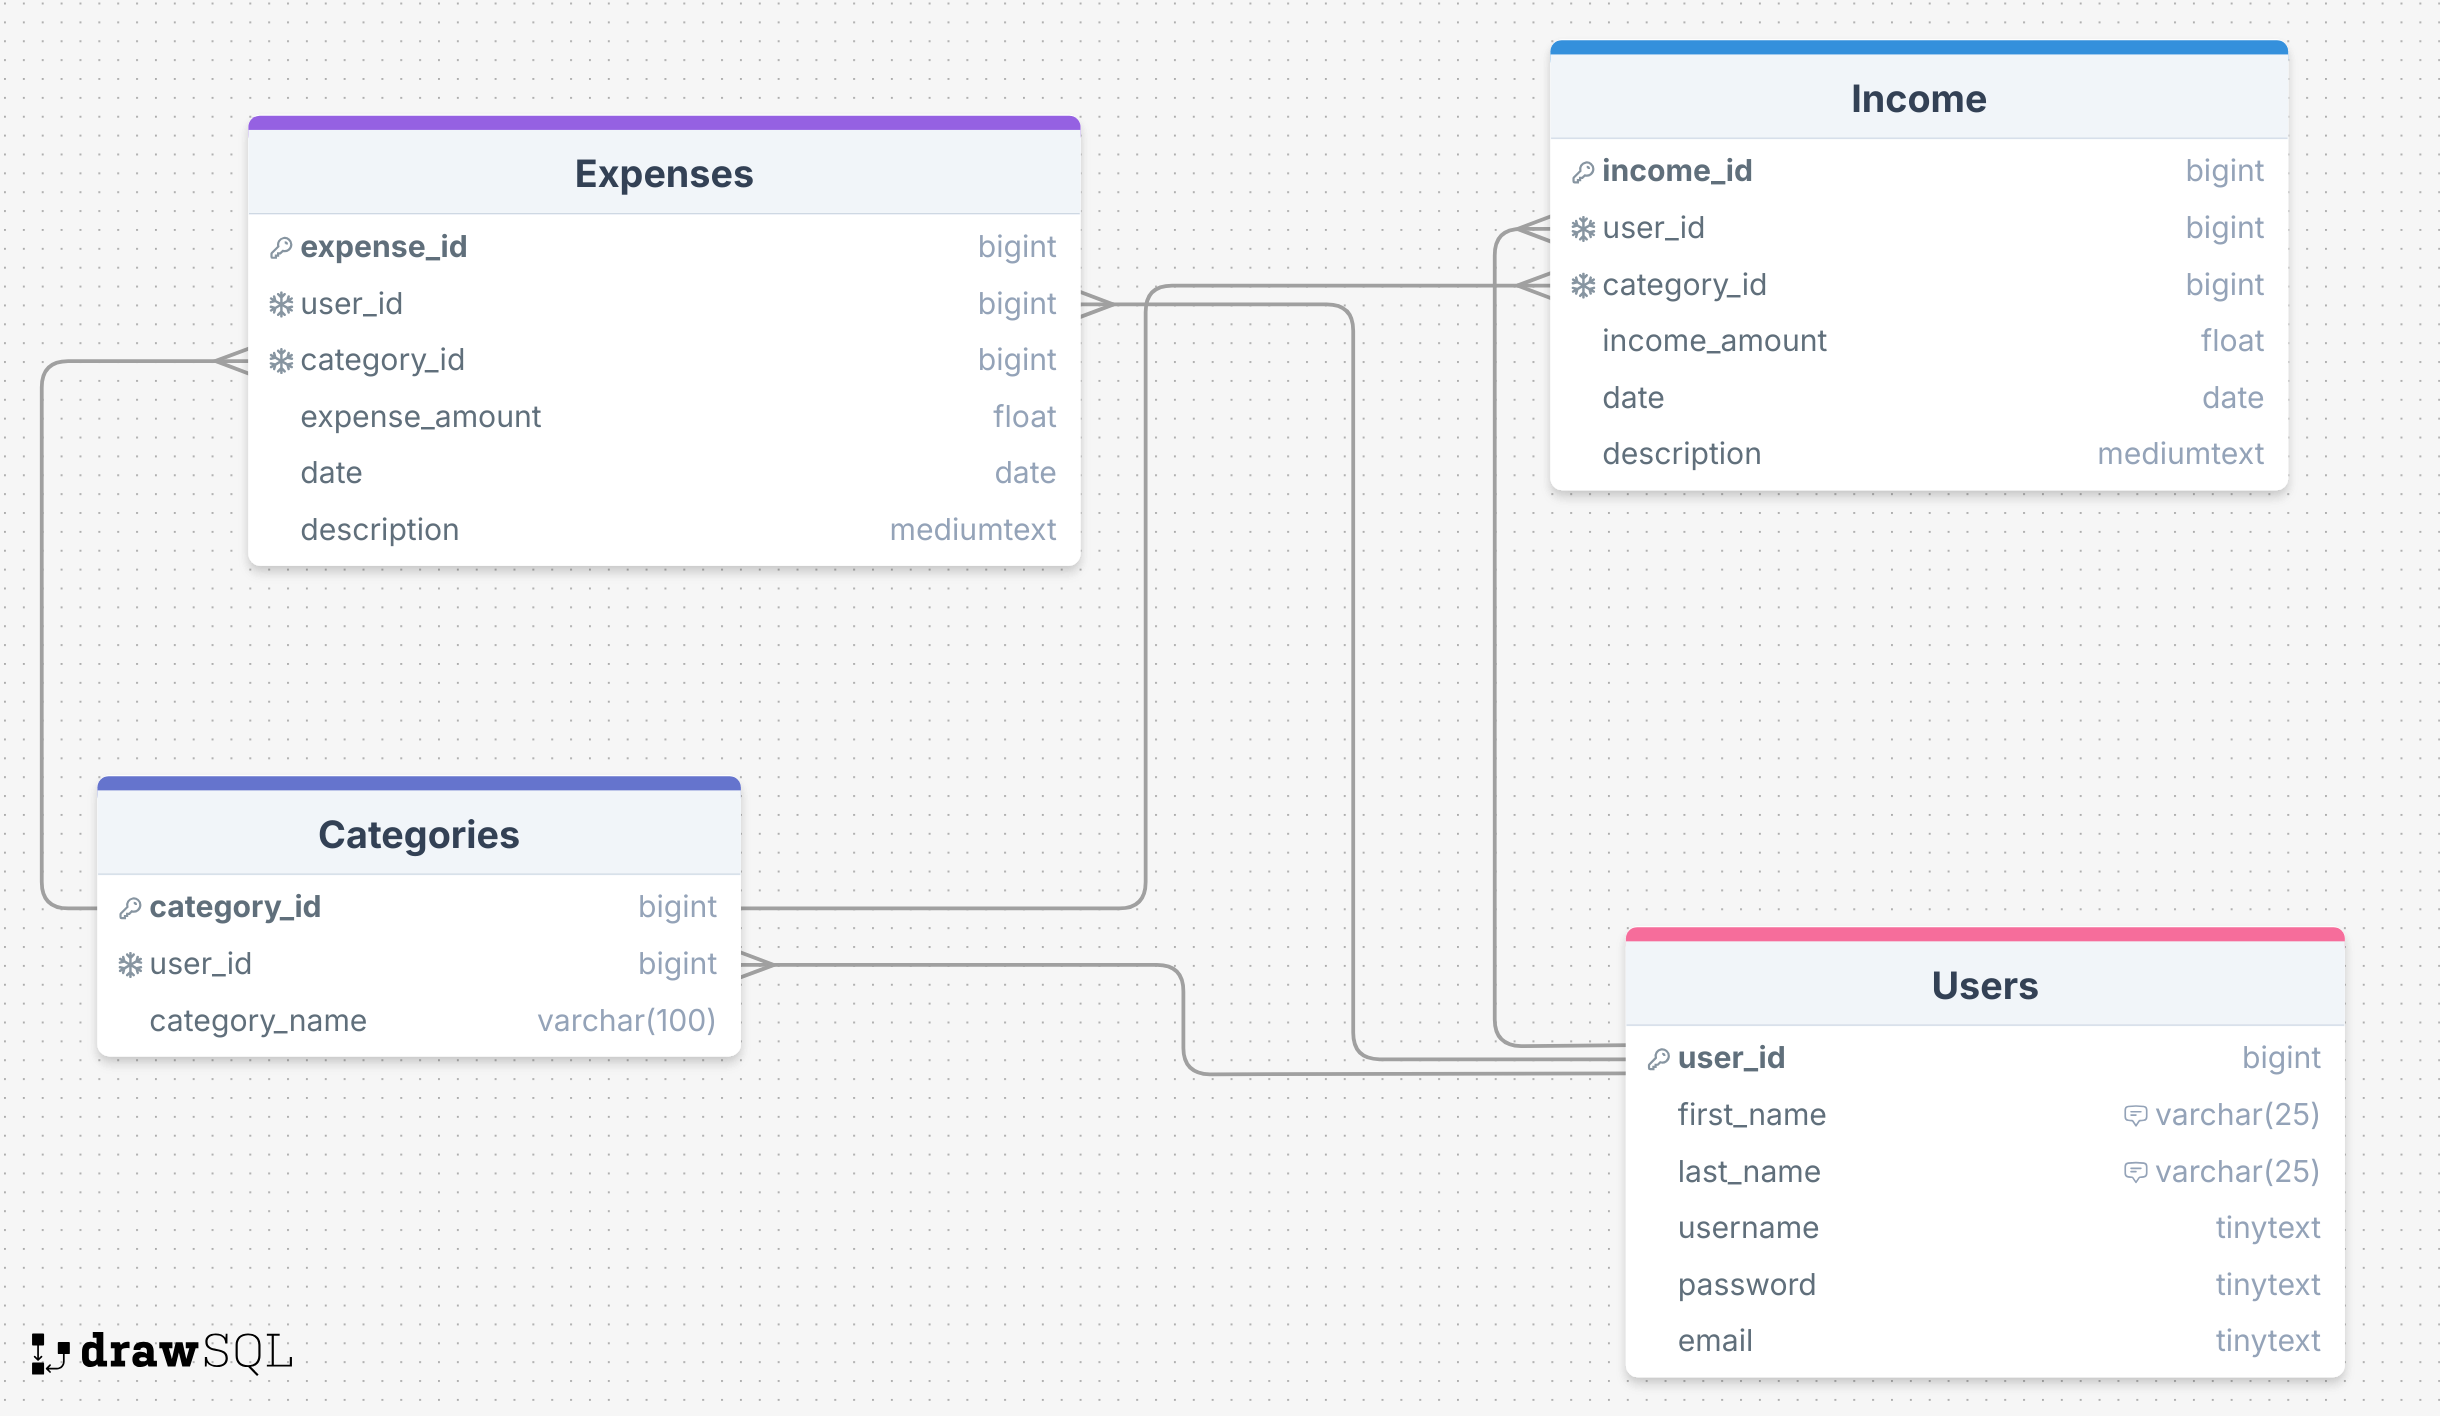 Expenses
expense_id bigint
user_id bigint
category_id bigint
expense_amount float
date date
description mediumtext
Income
income_id bigint
user_id bigint
category_id bigint
income_amount float
date date
description mediumtext
Categories
category_id bigint
user_id bigint
category_name varchar(100)
Users
user_id bigint
first_name varchar(25)
last_name varchar(25)
username tinytext
password tinytext
email tinytext
drawSQL